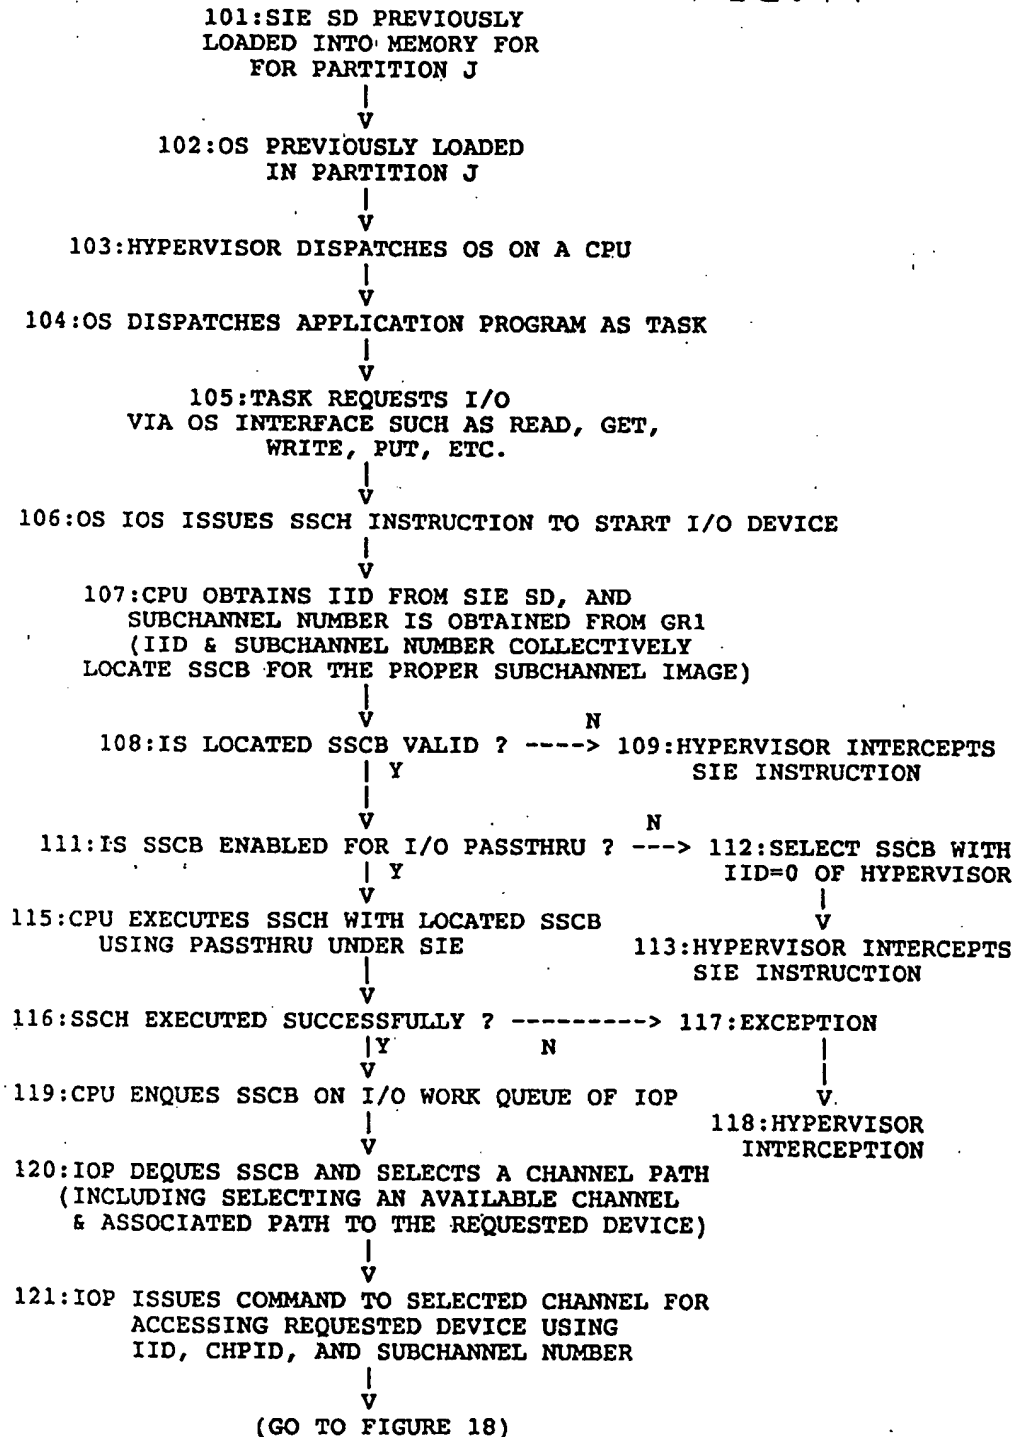 101:SIE SD PREVIOUSLY
LOADED INTO MEMORY FOR
FOR PARTITION J
|
V
102:OS PREVIOUSLY LOADED
IN PARTITION J
|
V
103:HYPERVISOR DISPATCHES OS ON A CPU
|
V
104:OS DISPATCHES APPLICATION PROGRAM AS TASK
|
V
105:TASK REQUESTS I/O
VIA OS INTERFACE SUCH AS READ, GET,
WRITE, PUT, ETC.
|
V
106:OS IOS ISSUES SSCH INSTRUCTION TO START I/O DEVICE
|
V
107:CPU OBTAINS IID FROM SIE SD, AND
SUBCHANNEL NUMBER IS OBTAINED FROM GR1
(IID & SUBCHANNEL NUMBER COLLECTIVELY
LOCATE SSCB FOR THE PROPER SUBCHANNEL IMAGE)
|
V N
108:IS LOCATED SSCB VALID ? ----> 109:HYPERVISOR INTERCEPTS
| Y SIE INSTRUCTION
|
V N
111:IS SSCB ENABLED FOR I/O PASSTHRU ? ---> 112:SELECT SSCB WITH
| Y IID=0 OF HYPERVISOR
V |
115:CPU EXECUTES SSCH WITH LOCATED SSCB V
USING PASSTHRU UNDER SIE 113:HYPERVISOR INTERCEPTS
| SIE INSTRUCTION
V
116:SSCH EXECUTED SUCCESSFULLY ? ---------> 117:EXCEPTION
|Y N |
V |
119:CPU ENQUES SSCB ON I/O WORK QUEUE OF IOP V
| 118:HYPERVISOR
V INTERCEPTION
120:IOP DEQUES SSCB AND SELECTS A CHANNEL PATH
(INCLUDING SELECTING AN AVAILABLE CHANNEL
& ASSOCIATED PATH TO THE REQUESTED DEVICE)
|
V
121:IOP ISSUES COMMAND TO SELECTED CHANNEL FOR
ACCESSING REQUESTED DEVICE USING
IID, CHPID, AND SUBCHANNEL NUMBER
|
V
(GO TO FIGURE 18)